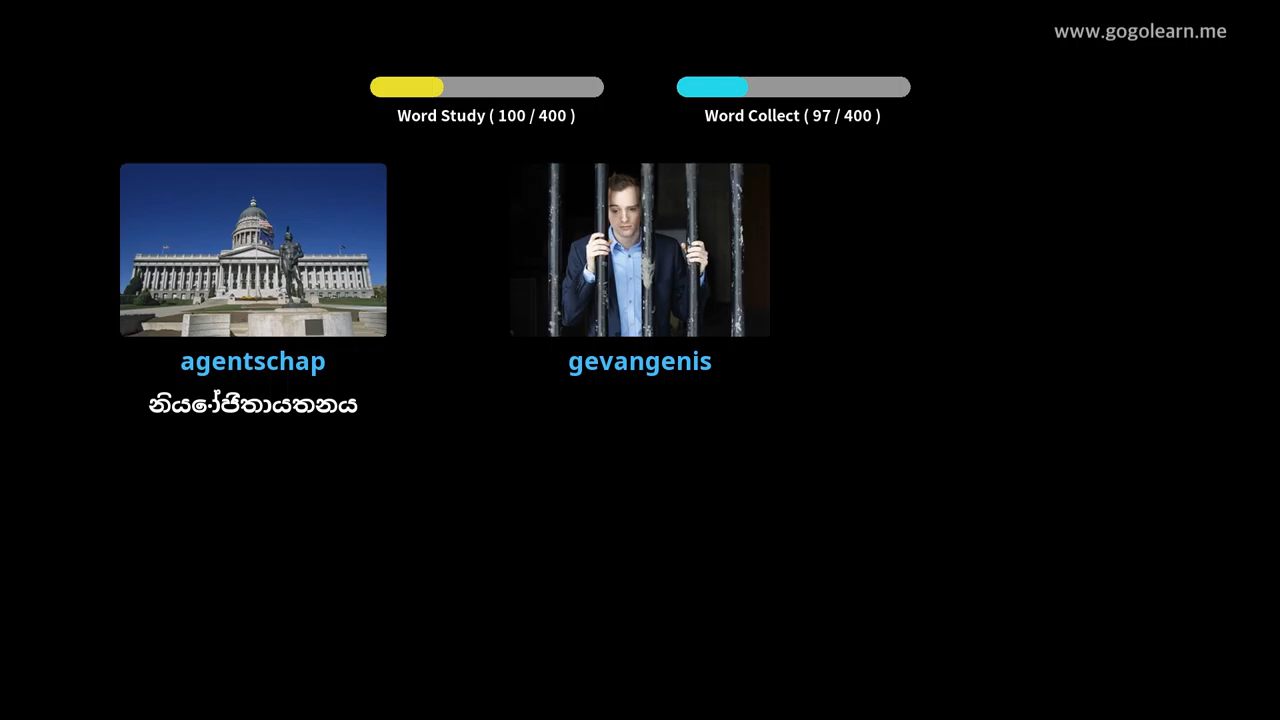 www.gogolearn.me
Word Study ( 100 / 400 )
Word Collect ( 97 / 400 )
agentschap
gevangenis
නියෝජිතායතනය